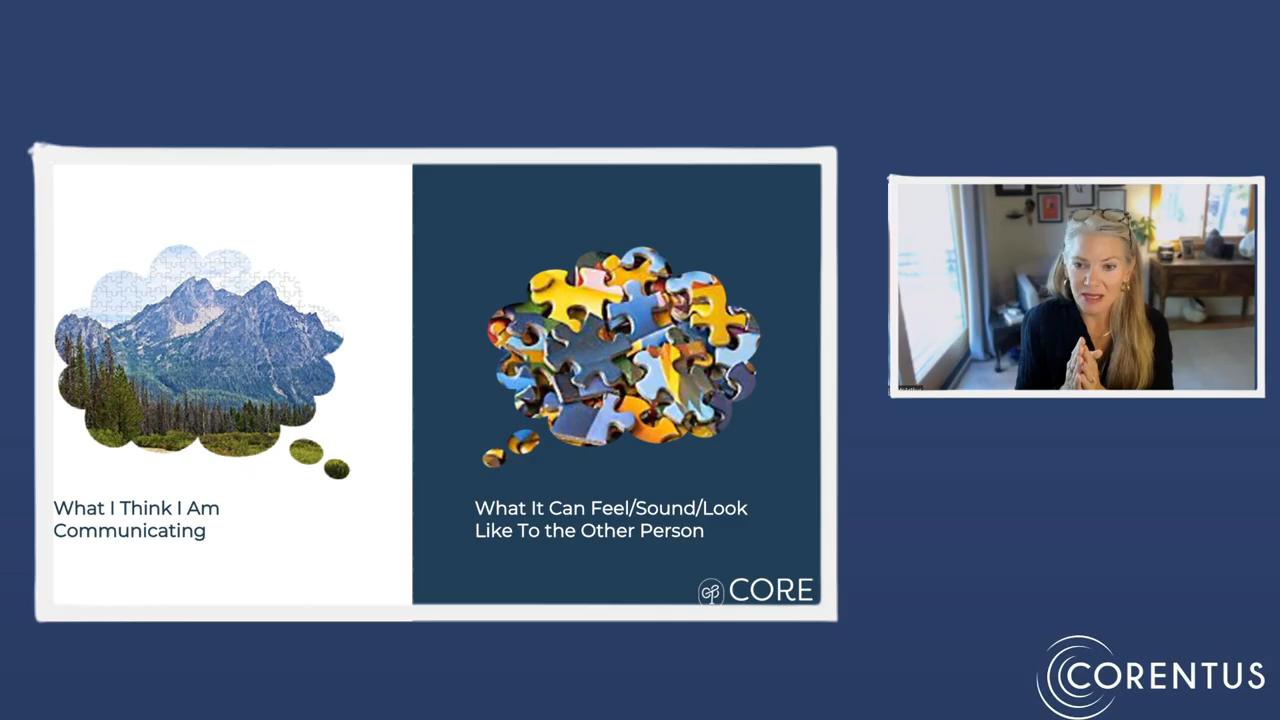 What I Think I Am
Communicating
What It Can Feel/Sound/Look
Like To the Other Person
CORE
CORENTUS